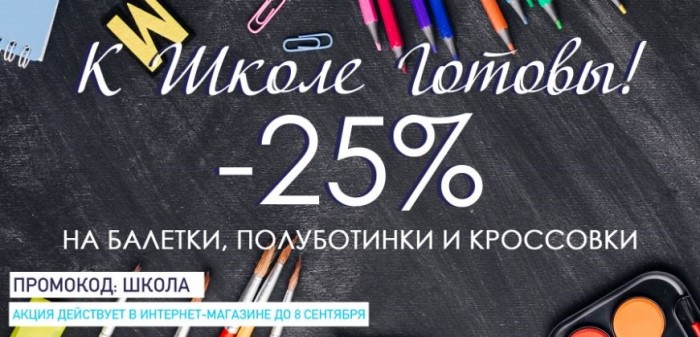 К Школе Готовы!
-25%
НА БАЛЕТКИ, ПОЛУБОТИНКИ И КРОССОВКИ
ПРОМОКОД: ШКОЛА
АКЦИЯ ДЕЙСТВУЕТ В ИНТЕРНЕТ-МАГАЗИНЕ ДО 8 СЕНТЯБРЯ